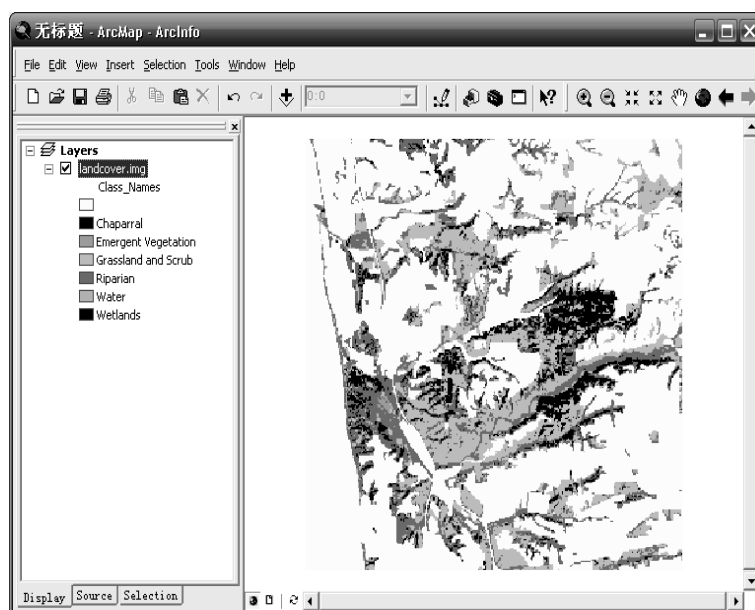 无标题 - ArcMap - ArcInfo
File Edit View Insert Selection Tools Window Help
0:0
Layers
landcover.img
Class_Names
Chaparral
Emergent Vegetation
Grassland and Scrub
Riparian
Water
Wetlands
Display Source Selection